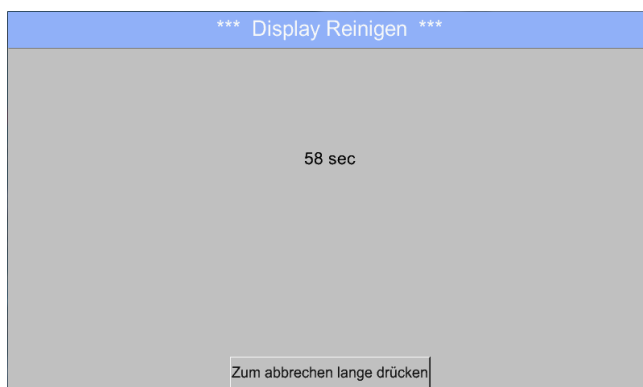 *** Display Reinigen ***
58 sec
Zum abbrechen lange drücken